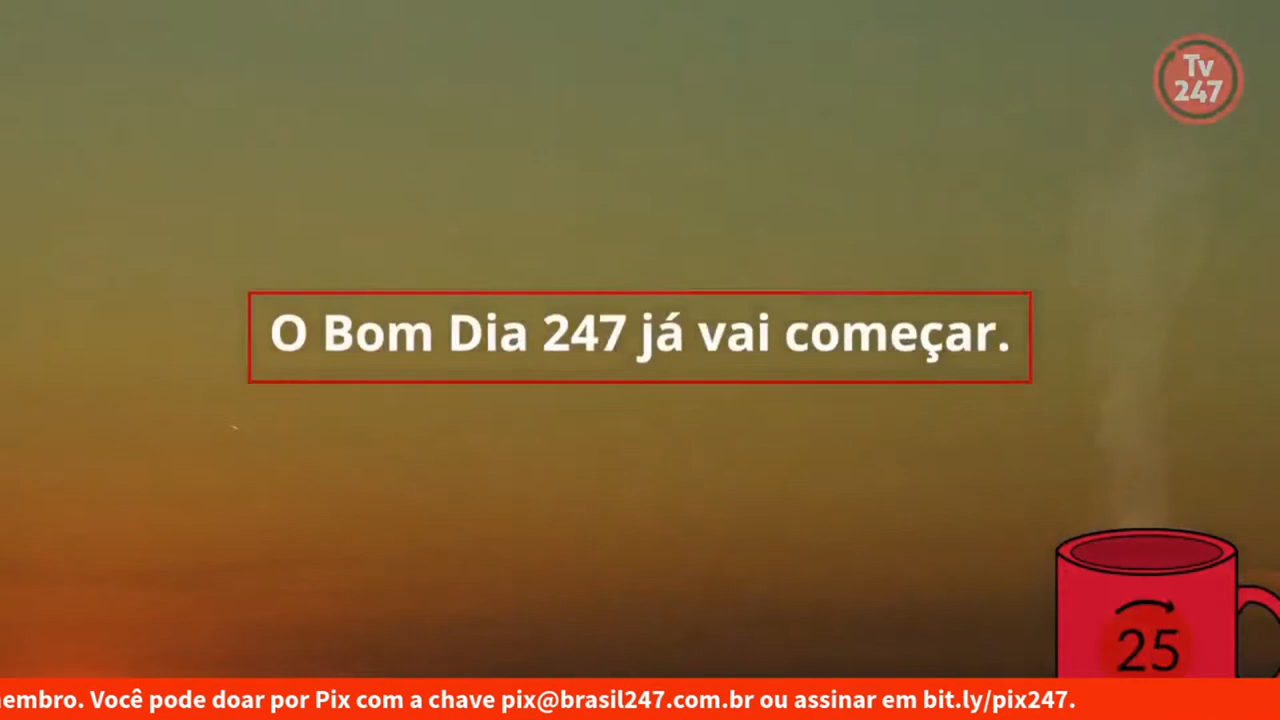 Tv
247
O Bom Dia 247 já vai começar.
25
embro. Você pode doar por Pix com a chave pix@brasil247.com.br ou assinar em bit.ly/pix247.